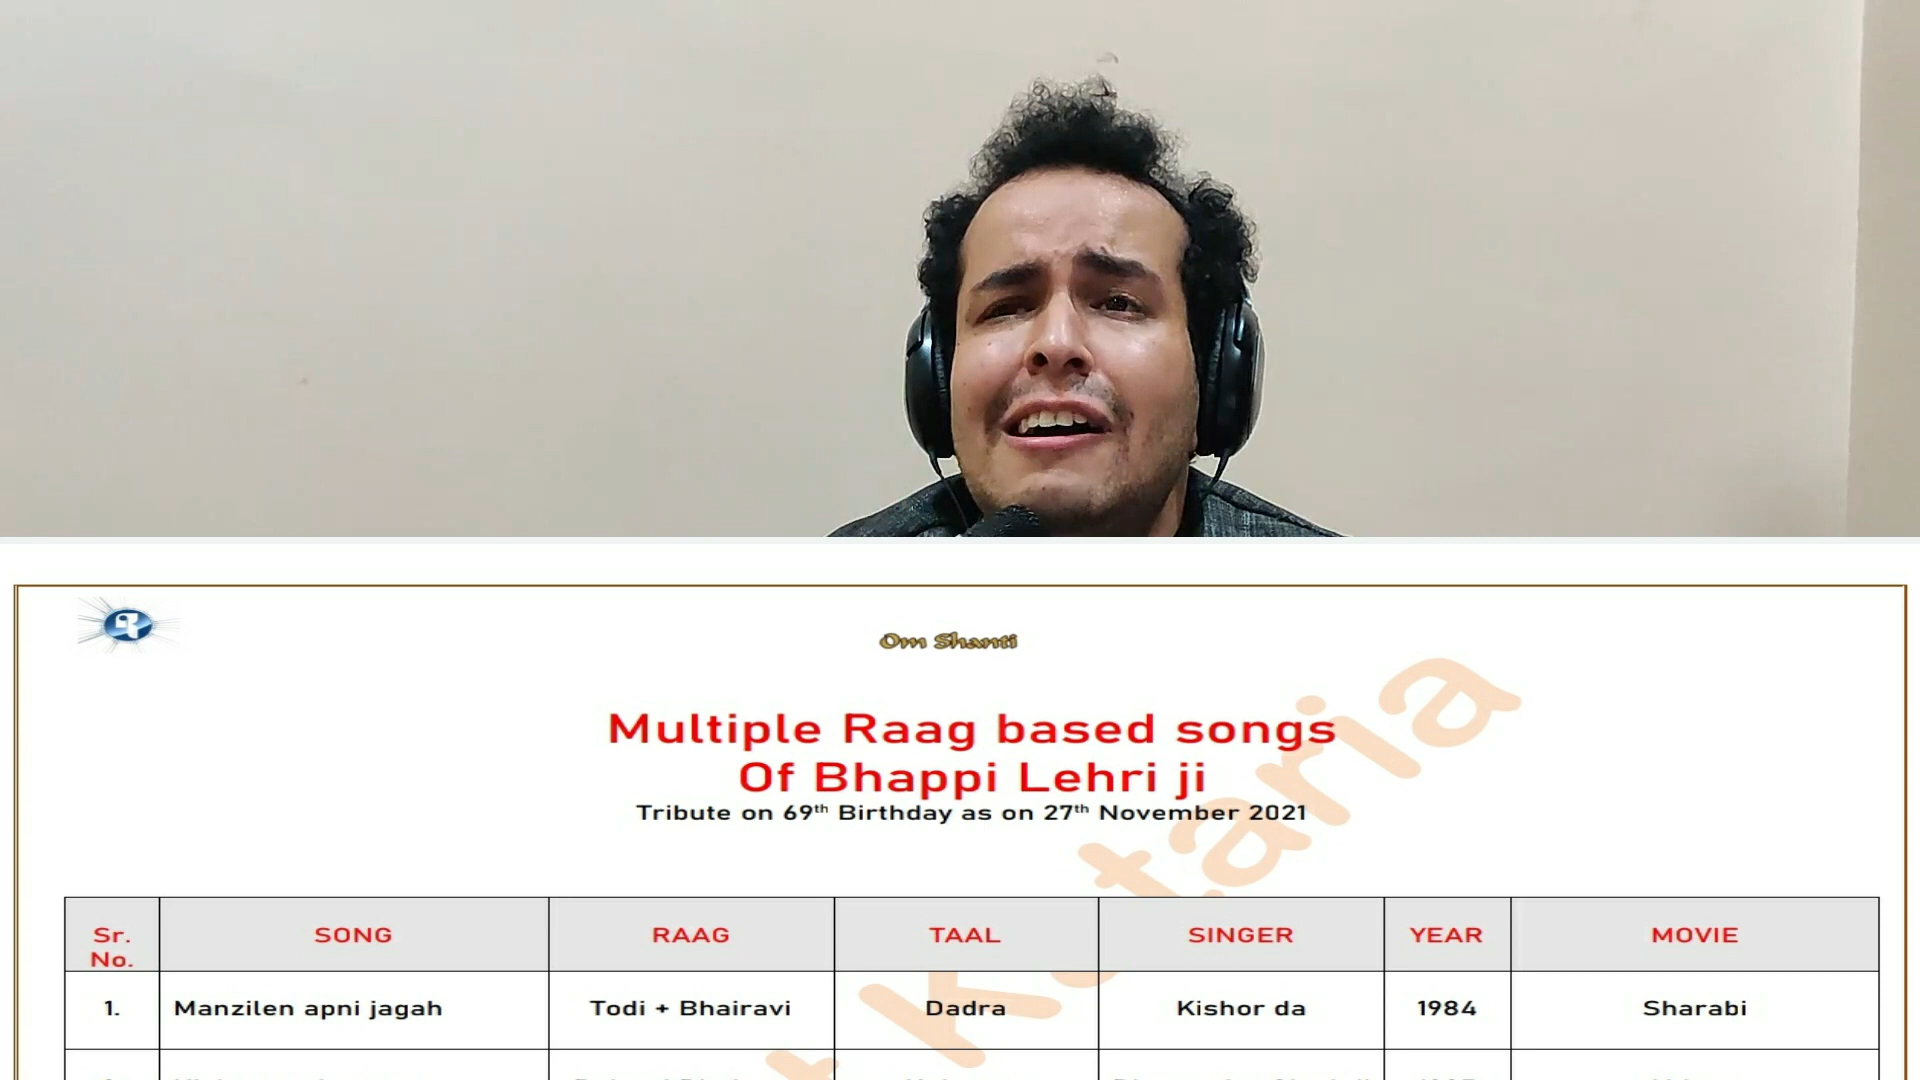 Om Shanti
Multiple Raag based songs
Of Bhappi Lehri ji
Tribute on 69th Birthday as on 27th November 2021
Sr. No. SONG RAAG TAAL SINGER YEAR MOVIE
1. Manzilen apni jagah Todi + Bhairavi Dadra Kishor da 1984 Sharabi
Kataria